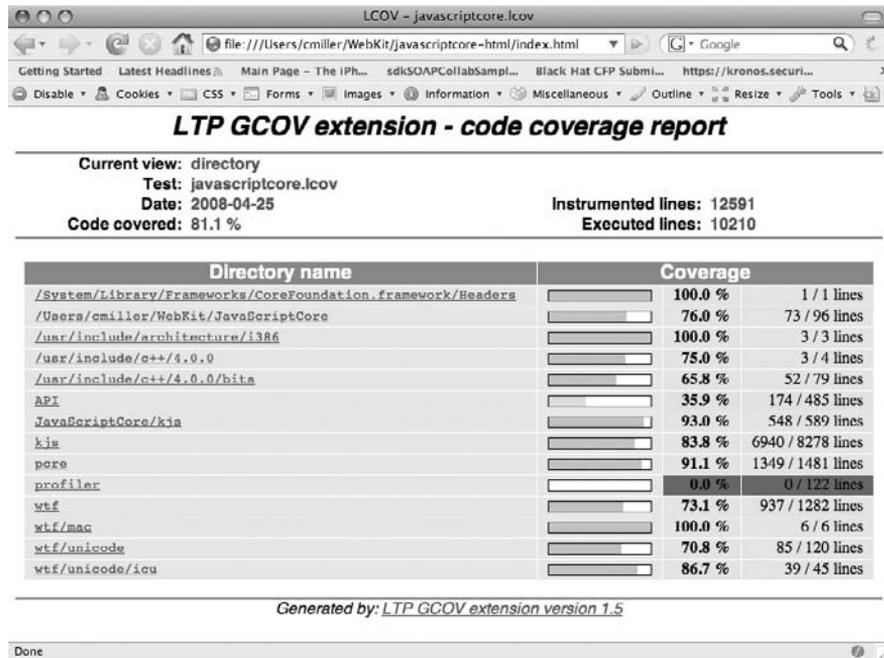 LCOV – javascriptcore.lcov
file:///Users/cmiller/WebKit/javascriptcore-html/index.html Google
Getting Started Latest Headlines Main Page – The iPh... sdkSOAPCollabSampl... Black Hat CFP Submi... https://kronos.securi...
Disable Cookies CSS Forms Images Information Miscellaneous Outline Resize Tools
LTP GCOV extension - code coverage report
Current view: directory
Test: javascriptcore.lcov
Date: 2008-04-25 Instrumented lines: 12591
Code covered: 81.1 % Executed lines: 10210
Directory name Coverage
/System/Library/Frameworks/CoreFoundation.framework/Headers 100.0 % 1 / 1 lines
/Users/cmiller/WebKit/JavaScriptCore 76.0 % 73 / 96 lines
/usr/include/architecture/i386 100.0 % 3 / 3 lines
/usr/include/c++/4.0.0 75.0 % 3 / 4 lines
/usr/include/c++/4.0.0/bits 65.8 % 52 / 79 lines
API 35.9 % 174 / 485 lines
JavaScriptCore/kjs 93.0 % 548 / 589 lines
kjs 83.8 % 6940 / 8278 lines
pcre 91.1 % 1349 / 1481 lines
profiler 0.0 % 0 / 122 lines
wtf 73.1 % 937 / 1282 lines
wtf/mac 100.0 % 6 / 6 lines
wtf/unicode 70.8 % 85 / 120 lines
wtf/unicode/icu 86.7 % 39 / 45 lines
Generated by: LTP GCOV extension version 1.5
Done